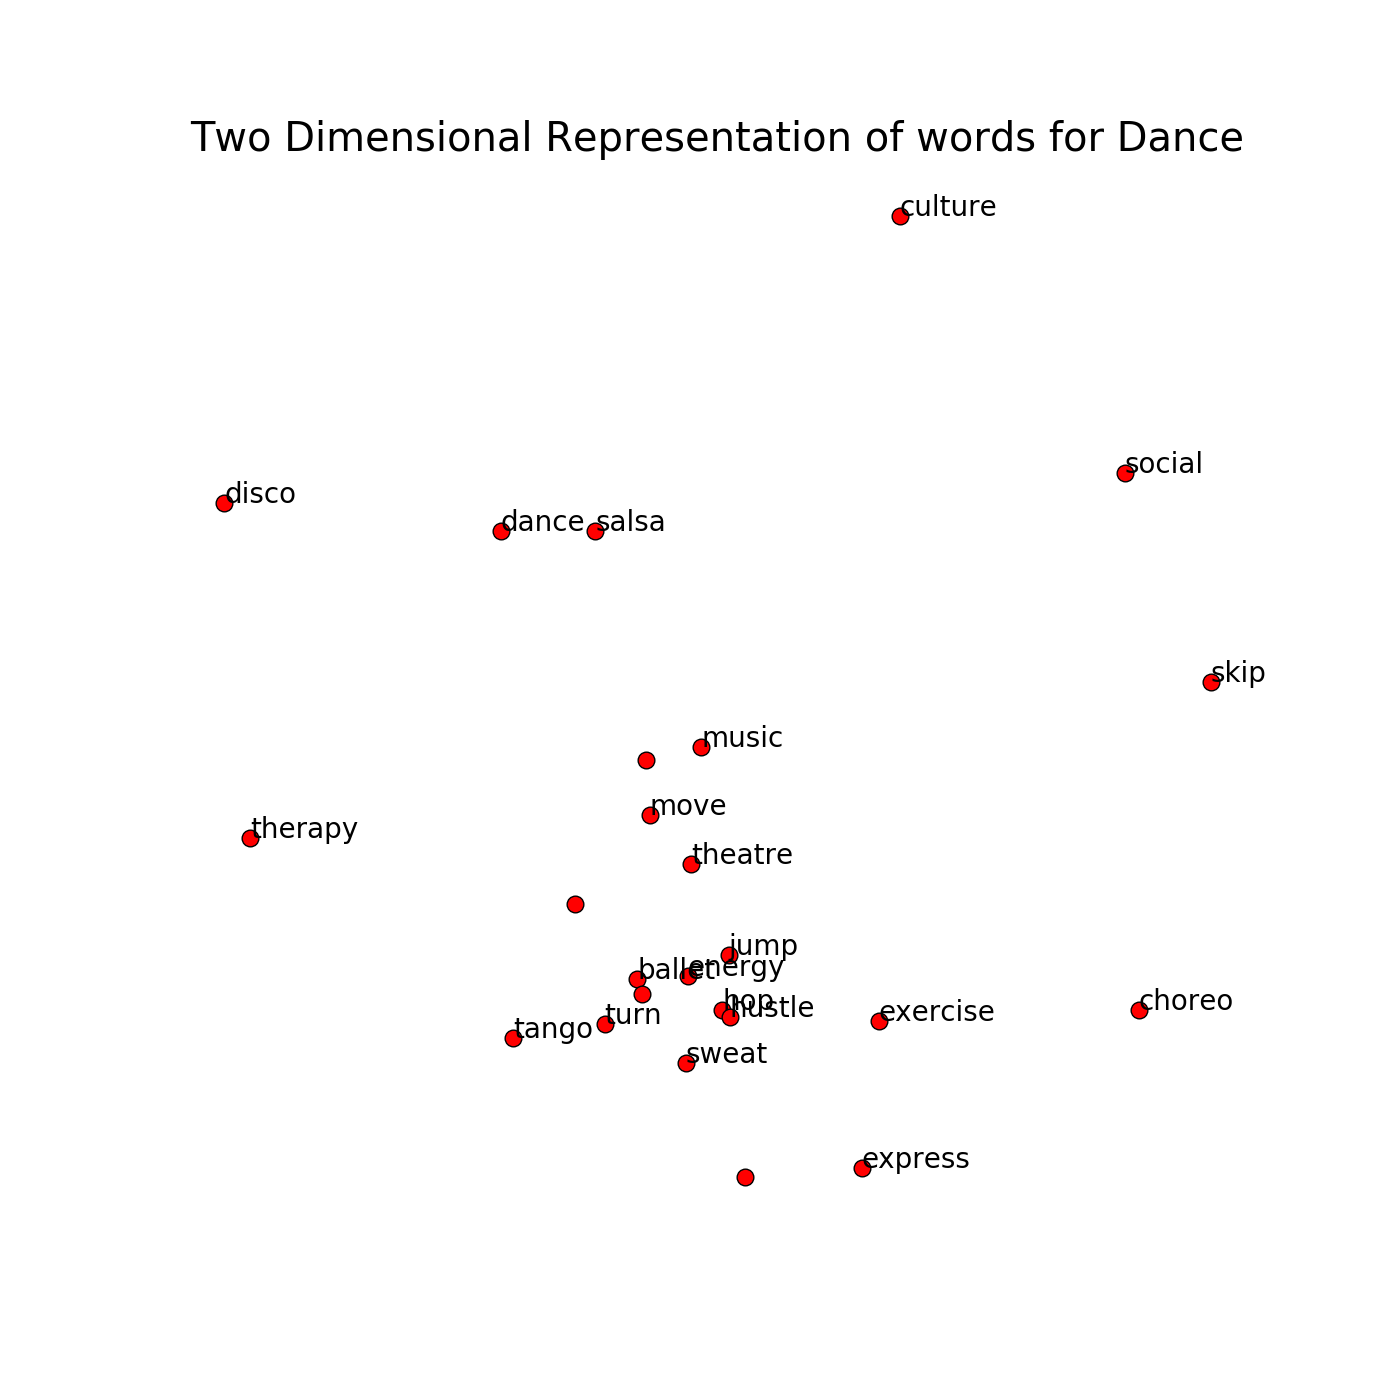 Two Dimensional Representation of words for Dance
culture
social
disco
dance
salsa
skip
music
move
therapy
theatre
jump
energy
ballet
hop
hustle
choreo
exercise
turn
tango
sweat
express